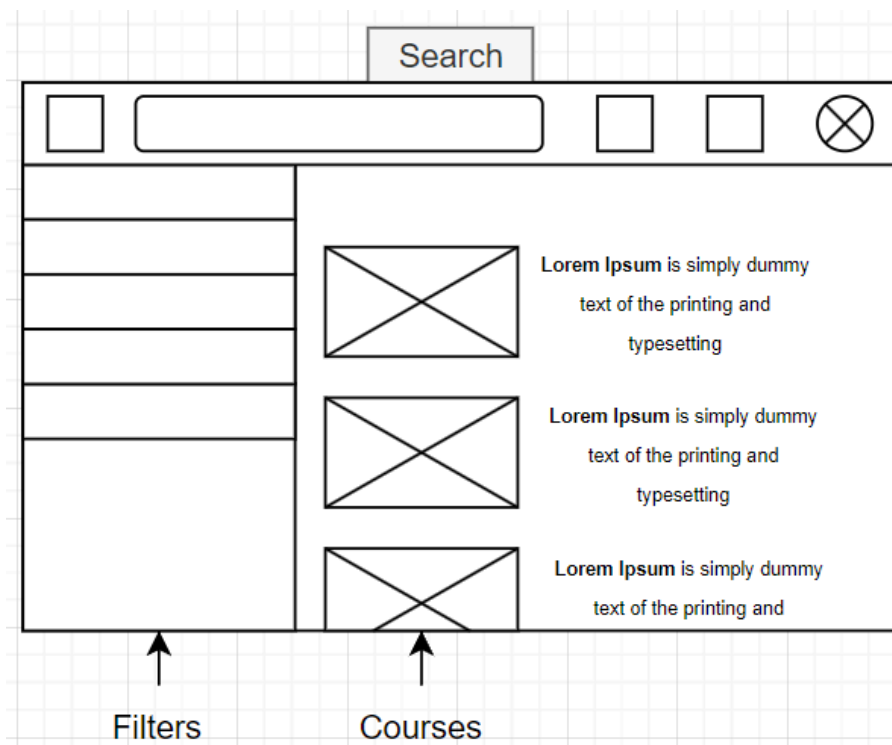 Search
Lorem Ipsum is simply dummy
text of the printing and
typesetting
Lorem Ipsum is simply dummy
text of the printing and
typesetting
Lorem Ipsum is simply dummy
text of the printing and
Filters
Courses